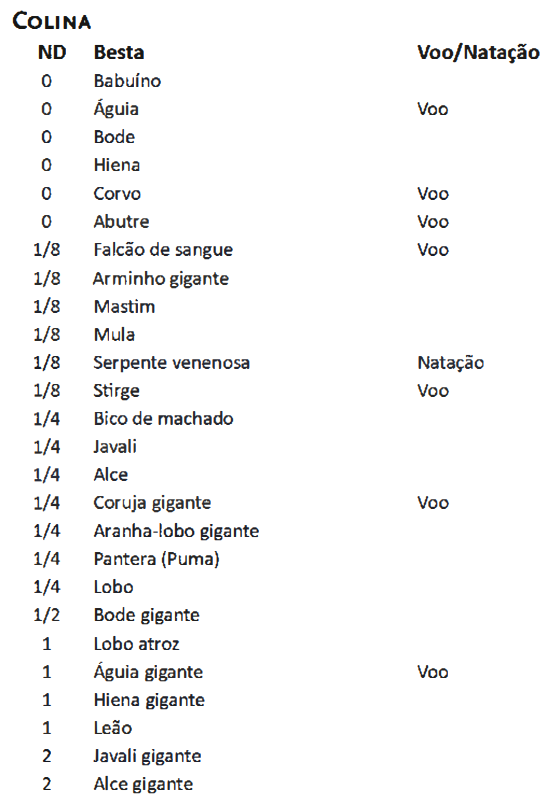 Colina
ND Besta Voo/Natação
0 Babuíno
0 Águia Voo
0 Bode
0 Hiena
0 Corvo Voo
0 Abutre Voo
1/8 Falcão de sangue Voo
1/8 Arminho gigante
1/8 Mastim
1/8 Mula
1/8 Serpente venenosa Natação
1/8 Stirge Voo
1/4 Bico de machado
1/4 Javali
1/4 Alce
1/4 Coruja gigante Voo
1/4 Aranha-lobo gigante
1/4 Pantera (Puma)
1/4 Lobo
1/2 Bode gigante
1 Lobo atroz
1 Águia gigante Voo
1 Hiena gigante
1 Leão
2 Javali gigante
2 Alce gigante